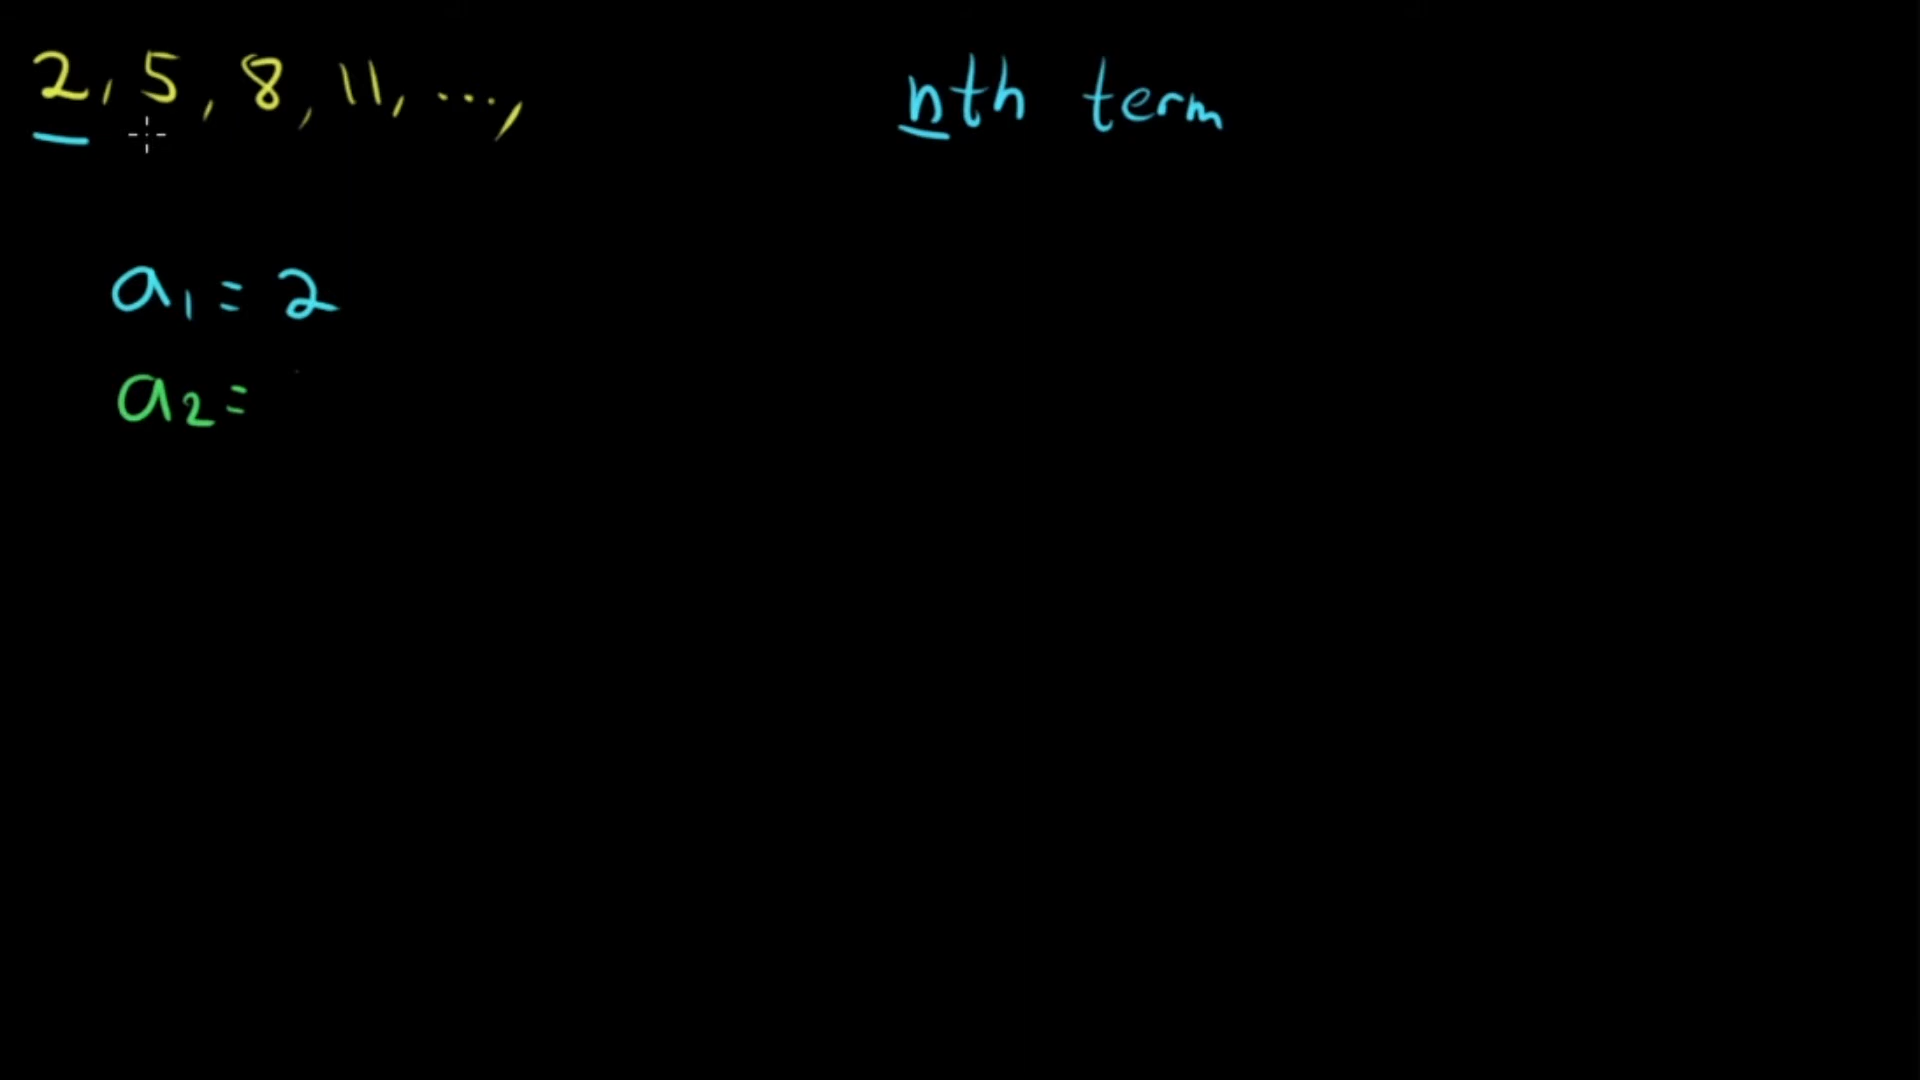 2, 5, 8, 11, ...,
nth term
a₁ = 2
a₂ =